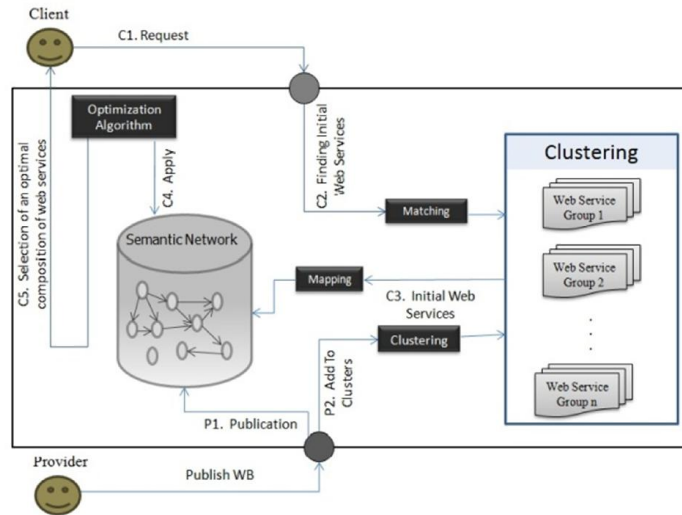 Client
C1. Request
Optimization
Algorithm
C5. Selection of an optimal
composition of web services
C4. Apply
C2. Finding Initial
Web Services
Matching
Clustering
Web Service
Group 1
Web Service
Group 2
.
.
.
Web Service
Group n
Semantic Network
Mapping
C3. Initial Web
Services
Clustering
P2. Add To
Clusters
P1. Publication
Provider
Publish WB